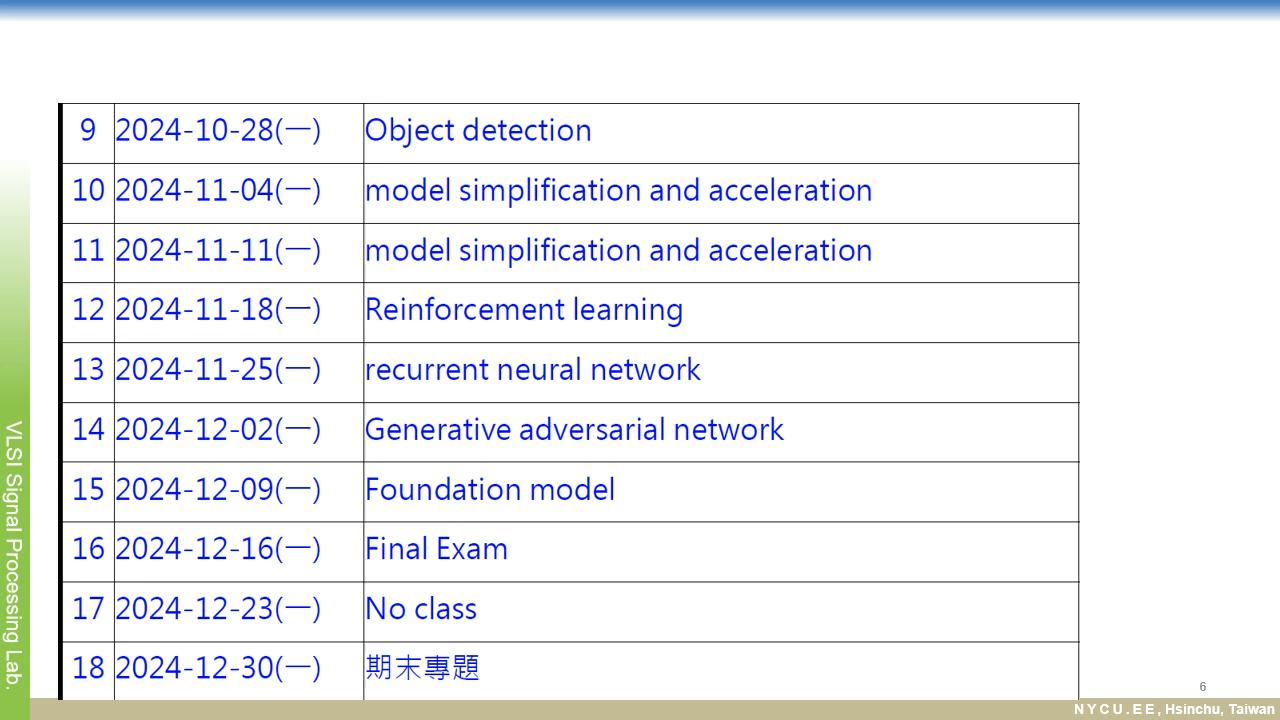 9 2024-10-28(一) Object detection
10 2024-11-04(一) model simplification and acceleration
11 2024-11-11(一) model simplification and acceleration
12 2024-11-18(一) Reinforcement learning
13 2024-11-25(一) recurrent neural network
14 2024-12-02(一) Generative adversarial network
15 2024-12-09(一) Foundation model
16 2024-12-16(一) Final Exam
17 2024-12-23(一) No class
18 2024-12-30(一) 期末專題
VLSI Signal Processing Lab.
6
NYCU.EE, Hsinchu, Taiwan